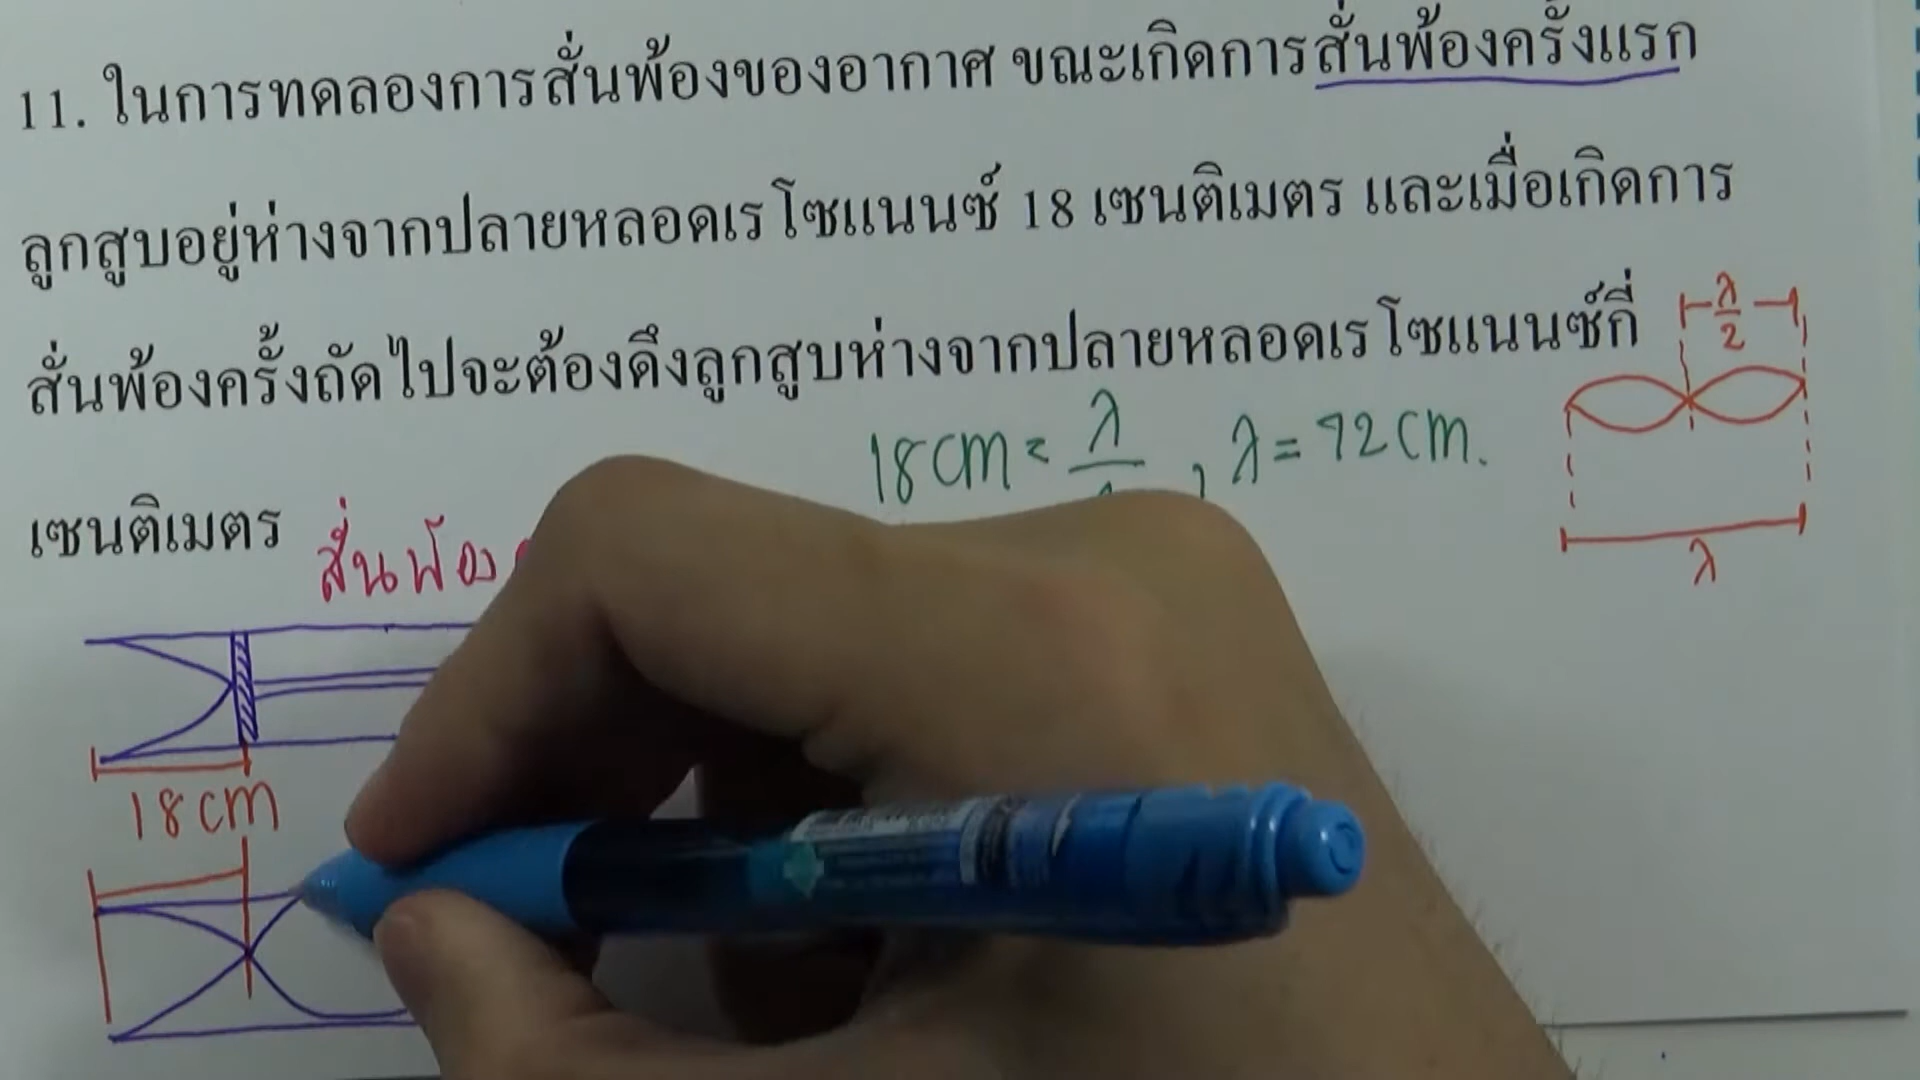 11. ในการทดลองการสั่นพ้องของอากาศ ขณะเกิดการสั่นพ้องครั้งแรก
ลูกสูบอยู่ห่างจากปลายหลอดเรโซแนนซ์ 18 เซนติเมตร และเมื่อเกิดการ
สั่นพ้องครั้งถัดไปจะต้องดึงลูกสูบห่างจากปลายหลอดเรโซแนนซ์กี่
เซนติเมตร
18 cm = λ , λ = 72 cm.
λ/2
λ
สั่นพ้อง
18 cm